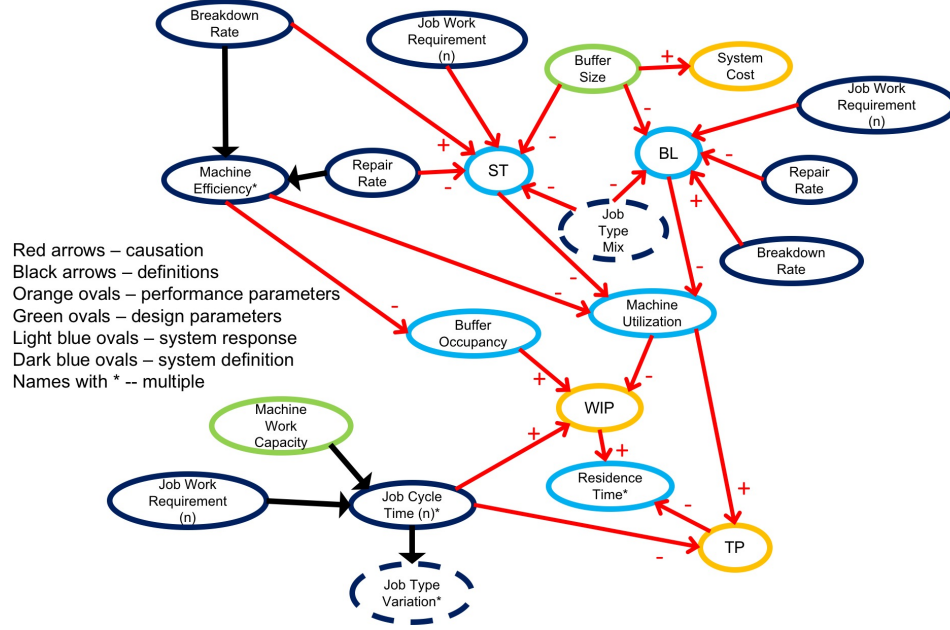 Breakdown
Rate
Job Work
Requirement
(n)
Buffer
Size
+
System
Cost
Job Work
Requirement
(n)
-
-
+
ST
BL
-
Repair
Rate
Machine
Efficiency*
Repair
Rate
-
-
-
+
Job
Type
Mix
Breakdown
Rate
Red arrows – causation
Black arrows – definitions
Orange ovals – performance parameters
Green ovals – design parameters
Light blue ovals – system response
Dark blue ovals – system definition
Names with * -- multiple
-
-
-
-
Machine
Utilization
Buffer
Occupancy
+
-
WIP
Machine
Work
Capacity
+
+
Residence
Time*
Job Work
Requirement
(n)
Job Cycle
Time (n)*
+
-
-
TP
Job Type
Variation*